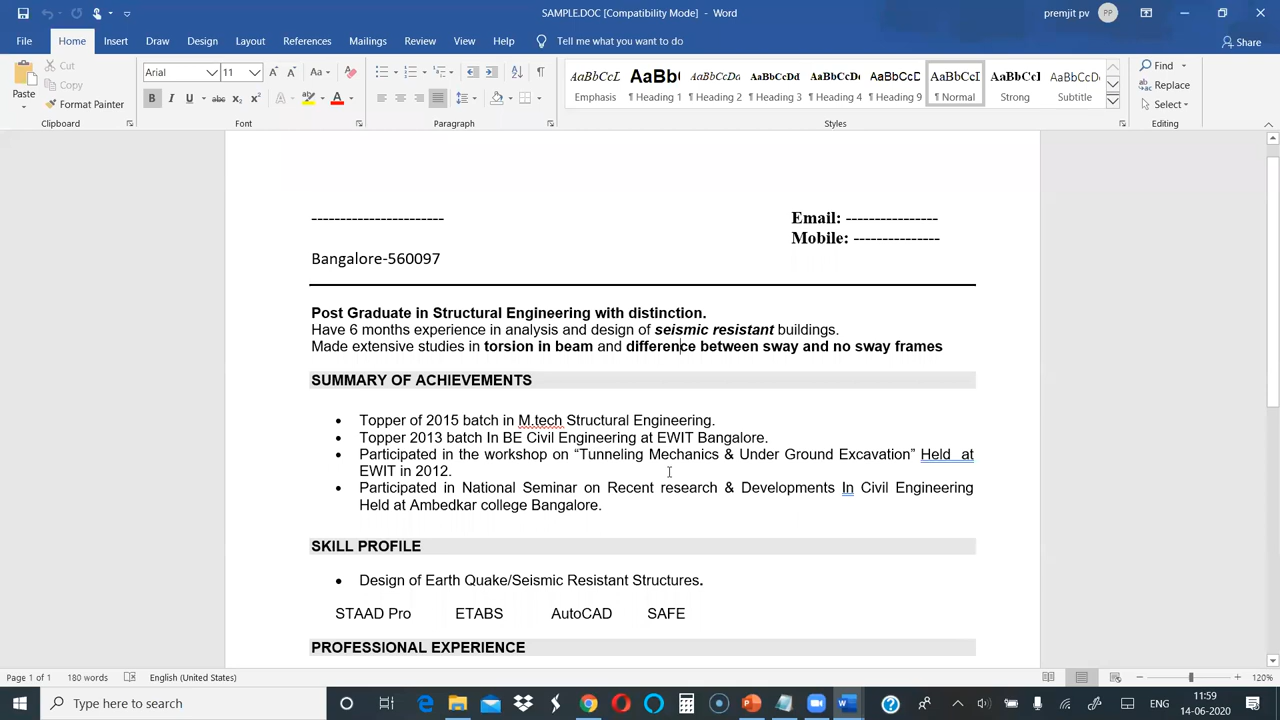 SAMPLE.DOC [Compatibility Mode] - Word
premjit pv
PP
File Home Insert Draw Design Layout References Mailings Review View Help Tell me what you want to do
Share
Cut
Copy
Format Painter
Paste
Arial 11
AaBbCcL AaBb( AaBbCcDd AaBbCcDd AaBbCcDc AaBbCcD AaBbCcI AaBbCcI AaBbCcD
Emphasis ¶ Heading 1 ¶ Heading 2 ¶ Heading 3 ¶ Heading 4 ¶ Heading 9 ¶ Normal Strong Subtitle
Find
Replace
Select
Clipboard Font Paragraph Styles Editing
----------------------- Email: ----------------
Mobile: ---------------
Bangalore-560097
Post Graduate in Structural Engineering with distinction.
Have 6 months experience in analysis and design of seismic resistant buildings.
Made extensive studies in torsion in beam and difference between sway and no sway frames
SUMMARY OF ACHIEVEMENTS
• Topper of 2015 batch in M.tech Structural Engineering.
• Topper 2013 batch In BE Civil Engineering at EWIT Bangalore.
• Participated in the workshop on “Tunneling Mechanics & Under Ground Excavation” Held at
EWIT in 2012.
• Participated in National Seminar on Recent research & Developments In Civil Engineering
Held at Ambedkar college Bangalore.
SKILL PROFILE
• Design of Earth Quake/Seismic Resistant Structures.
STAAD Pro ETABS AutoCAD SAFE
PROFESSIONAL EXPERIENCE
Page 1 of 1 180 words English (United States) 120%
Type here to search
11:59
14-06-2020